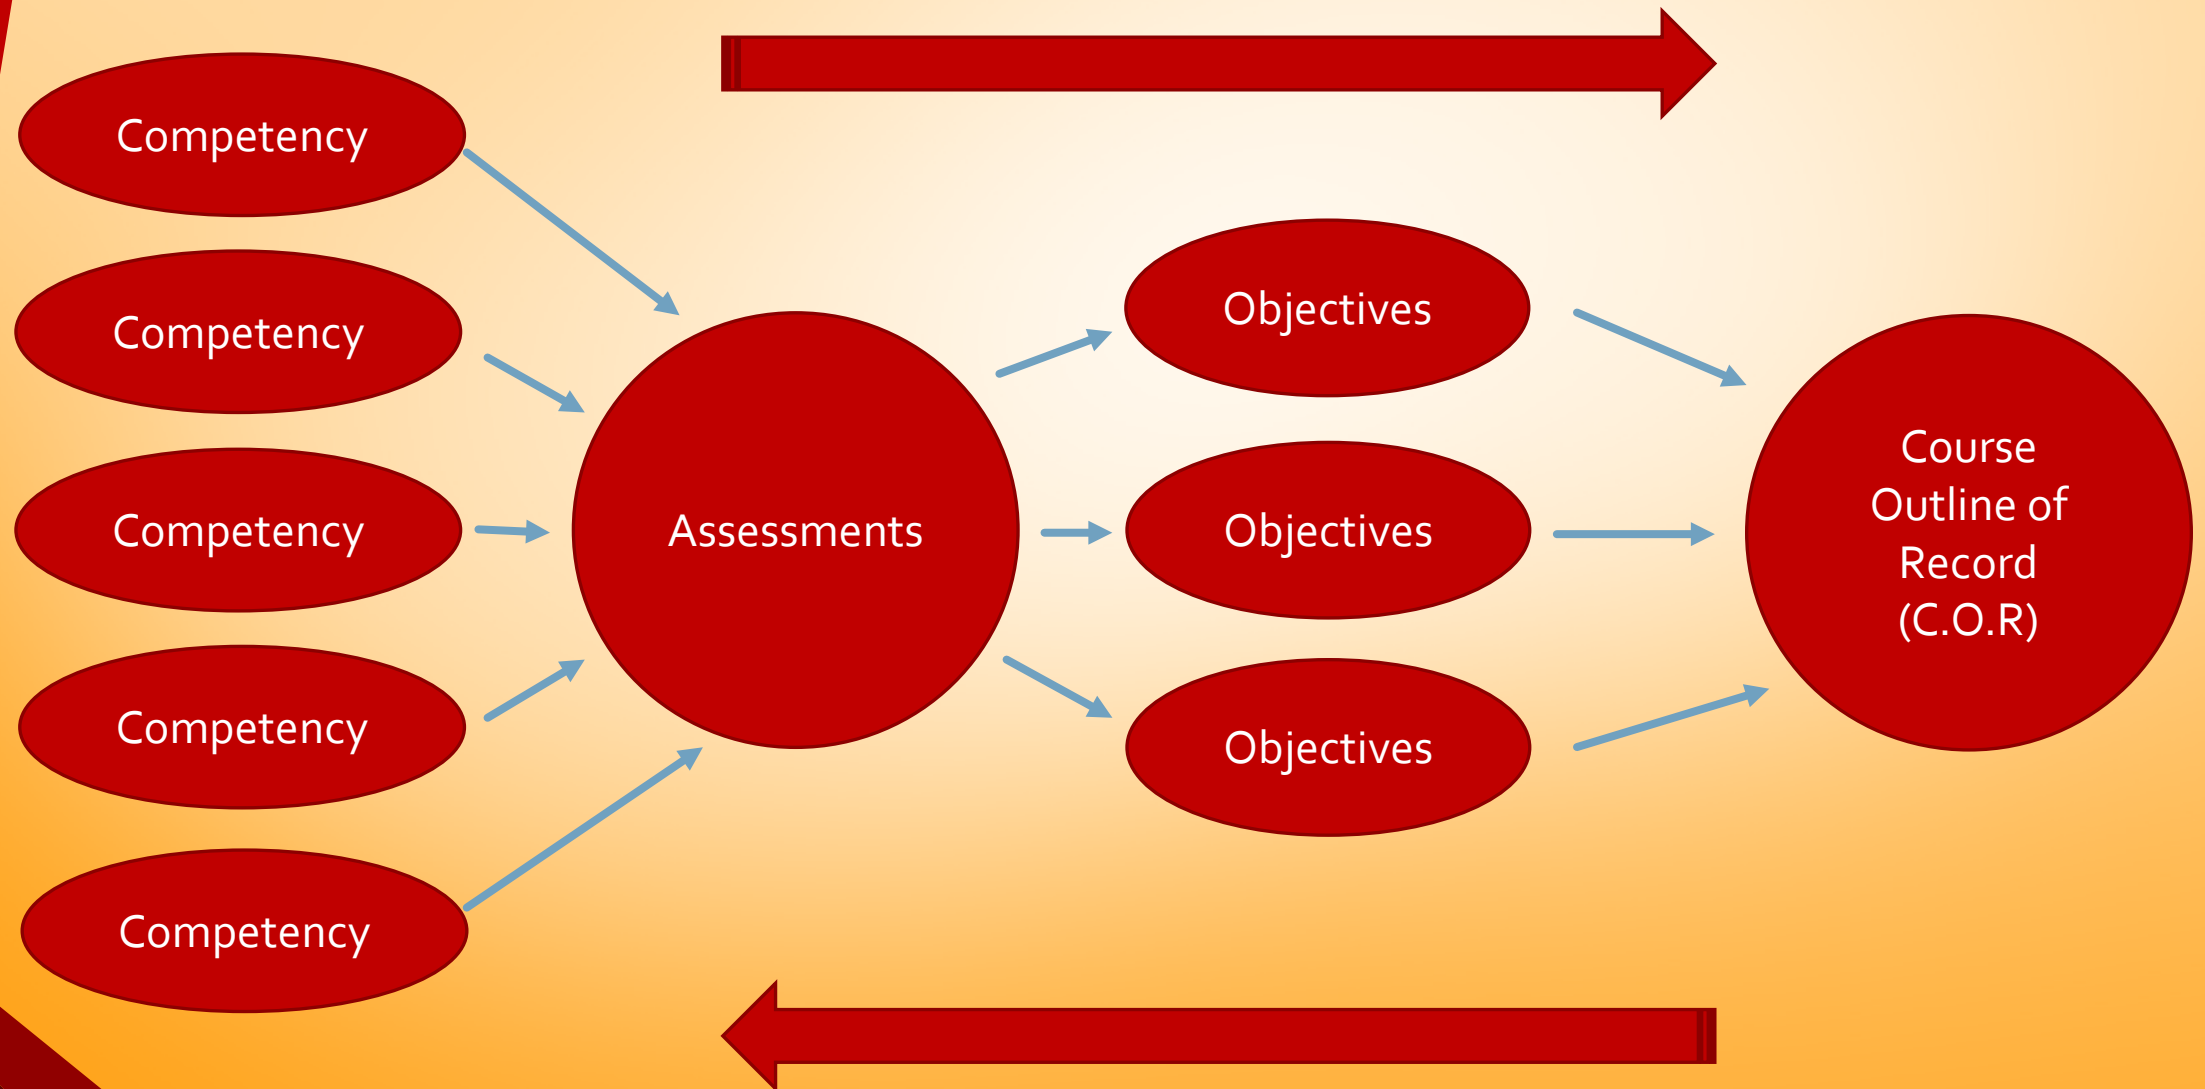 Competency
Competency
Competency
Competency
Competency
Assessments
Objectives
Objectives
Objectives
Course
Outline of
Record
(C.O.R)